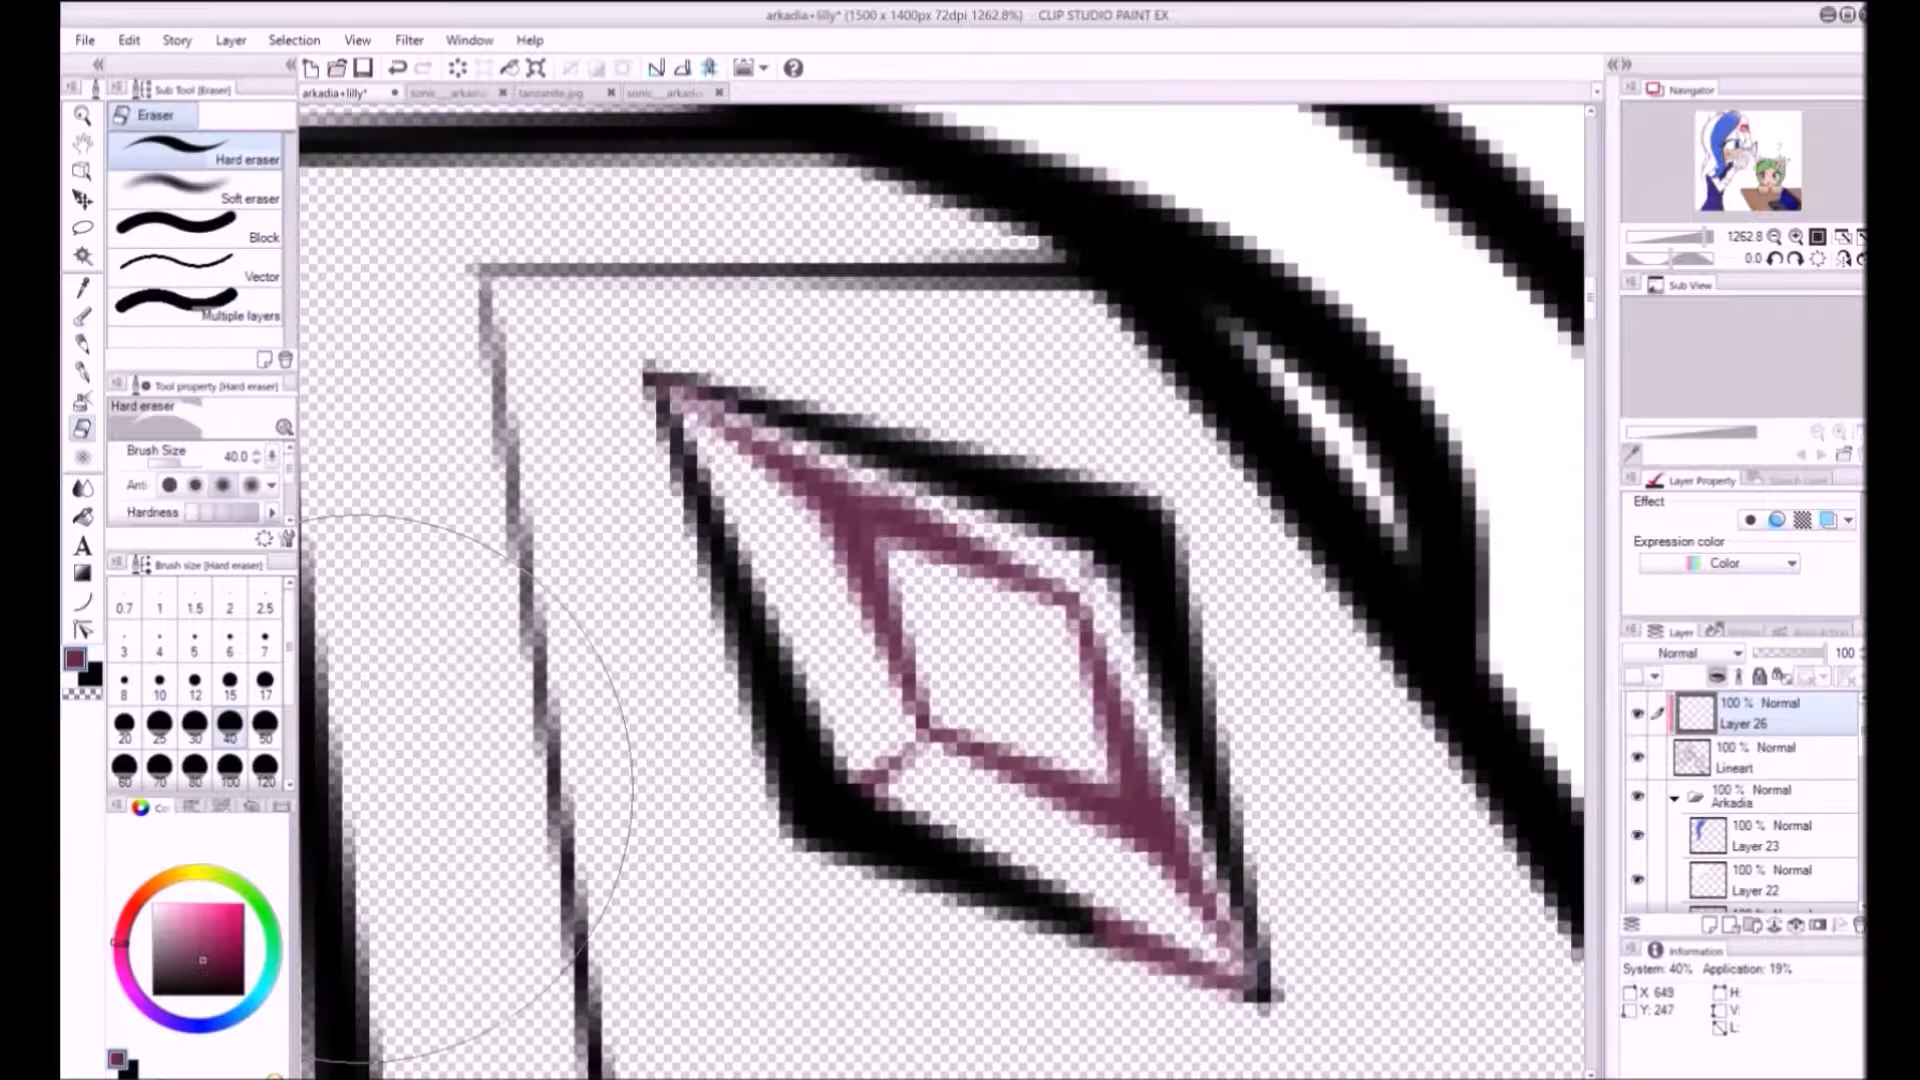 arkadia+lilly* (1500 x 1400px 72dpi 1262.8%) - CLIP STUDIO PAINT EX
File Edit Story Layer Selection View Filter Window Help
Sub Tool [Eraser]
arkadia+lilly*
sonic__arkadia
tanzanite.jpg
sonic__arkadia
Navigator
Eraser
Hard eraser
Soft eraser
Block
Vector
Multiple layers
Tool property [Hard eraser]
Hard eraser
Brush Size 40.0
Anti
Hardness
Brush size [Hard eraser]
0.7 1 1.5 2 2.5
3 4 5 6 7
8 10 12 15 17
20 25 30 40 50
60 70 80 100 120
Co
A
1262.8
0.0
Sub View
Layer Property
Effect
Expression color
Color
Layer
Normal 100
100 % Normal
Layer 26
100 % Normal
Lineart
100 % Normal
Arkadia
100 % Normal
Layer 23
100 % Normal
Layer 22
Information
System: 40% Application: 19%
X: 649 H:
Y: 247 V:
L: